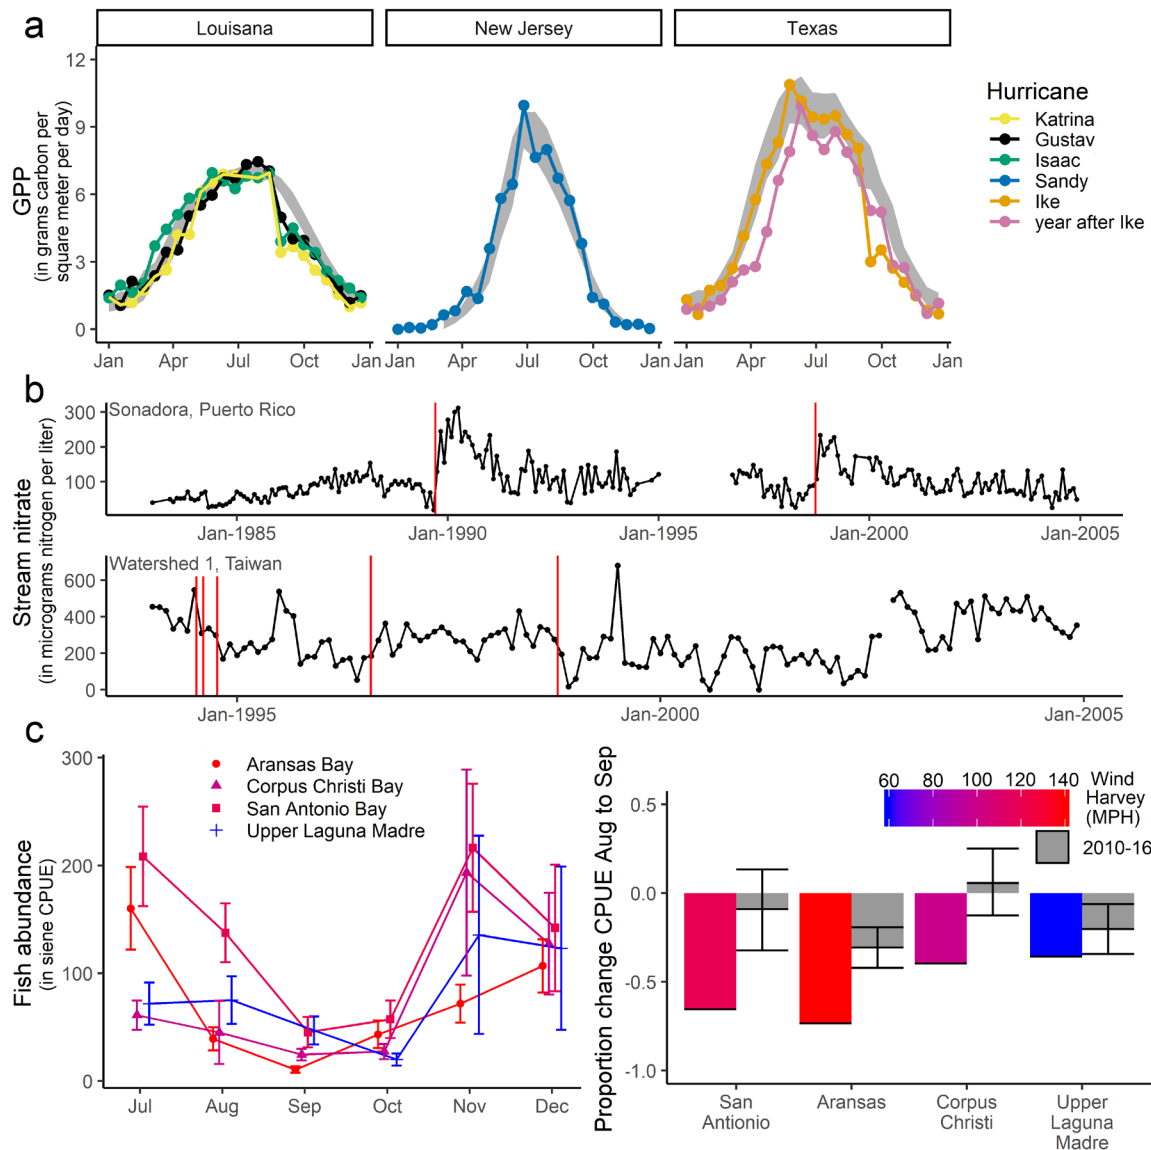 a
Louisana
New Jersey
Texas
GPP
(in grams carbon per
square meter per day)
12
9
6
3
0
Jan
Apr
Jul
Oct
Jan
Jan
Apr
Jul
Oct
Jan
Jan
Apr
Jul
Oct
Jan
Hurricane
Katrina
Gustav
Isaac
Sandy
Ike
year after Ike
b
Stream nitrate
(in micrograms nitrogen per liter)
Sonadora, Puerto Rico
300
200
100
Jan-1985
Jan-1990
Jan-1995
Jan-2000
Jan-2005
Watershed 1, Taiwan
600
400
200
0
Jan-1995
Jan-2000
Jan-2005
c
Fish abundance
(in siene CPUE)
300
200
100
0
Aransas Bay
Corpus Christi Bay
San Antonio Bay
Upper Laguna Madre
Jul
Aug
Sep
Oct
Nov
Dec
Proportion change CPUE Aug to Sep
0.5
0.0
-0.5
-1.0
60 80 100 120 140
Wind
Harvey
(MPH)
2010-16
San
Antonio
Aransas
Corpus
Christi
Upper
Laguna
Madre